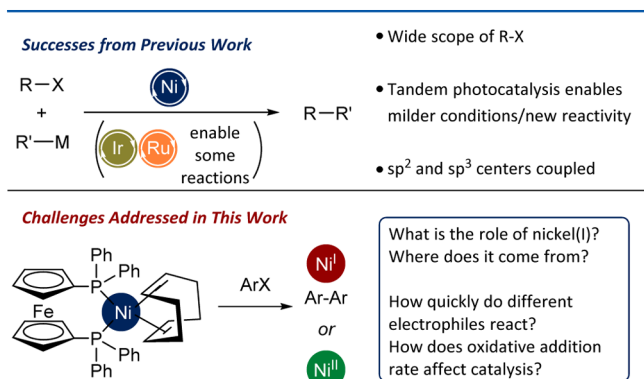 Successes from Previous Work
R–X
+
R'–M
Ni
Ir
Ru
enable
some
reactions
R–R'
• Wide scope of R-X
• Tandem photocatalysis enables
milder conditions/new reactivity
• sp² and sp³ centers coupled
Challenges Addressed in This Work
Ph
Ph
P
Fe
Ni
P
Ph
Ph
ArX
Niᴵ
Ar-Ar
or
Niᴵᴵ
What is the role of nickel(I)?
Where does it come from?
How quickly do different
electrophiles react?
How does oxidative addition
rate affect catalysis?